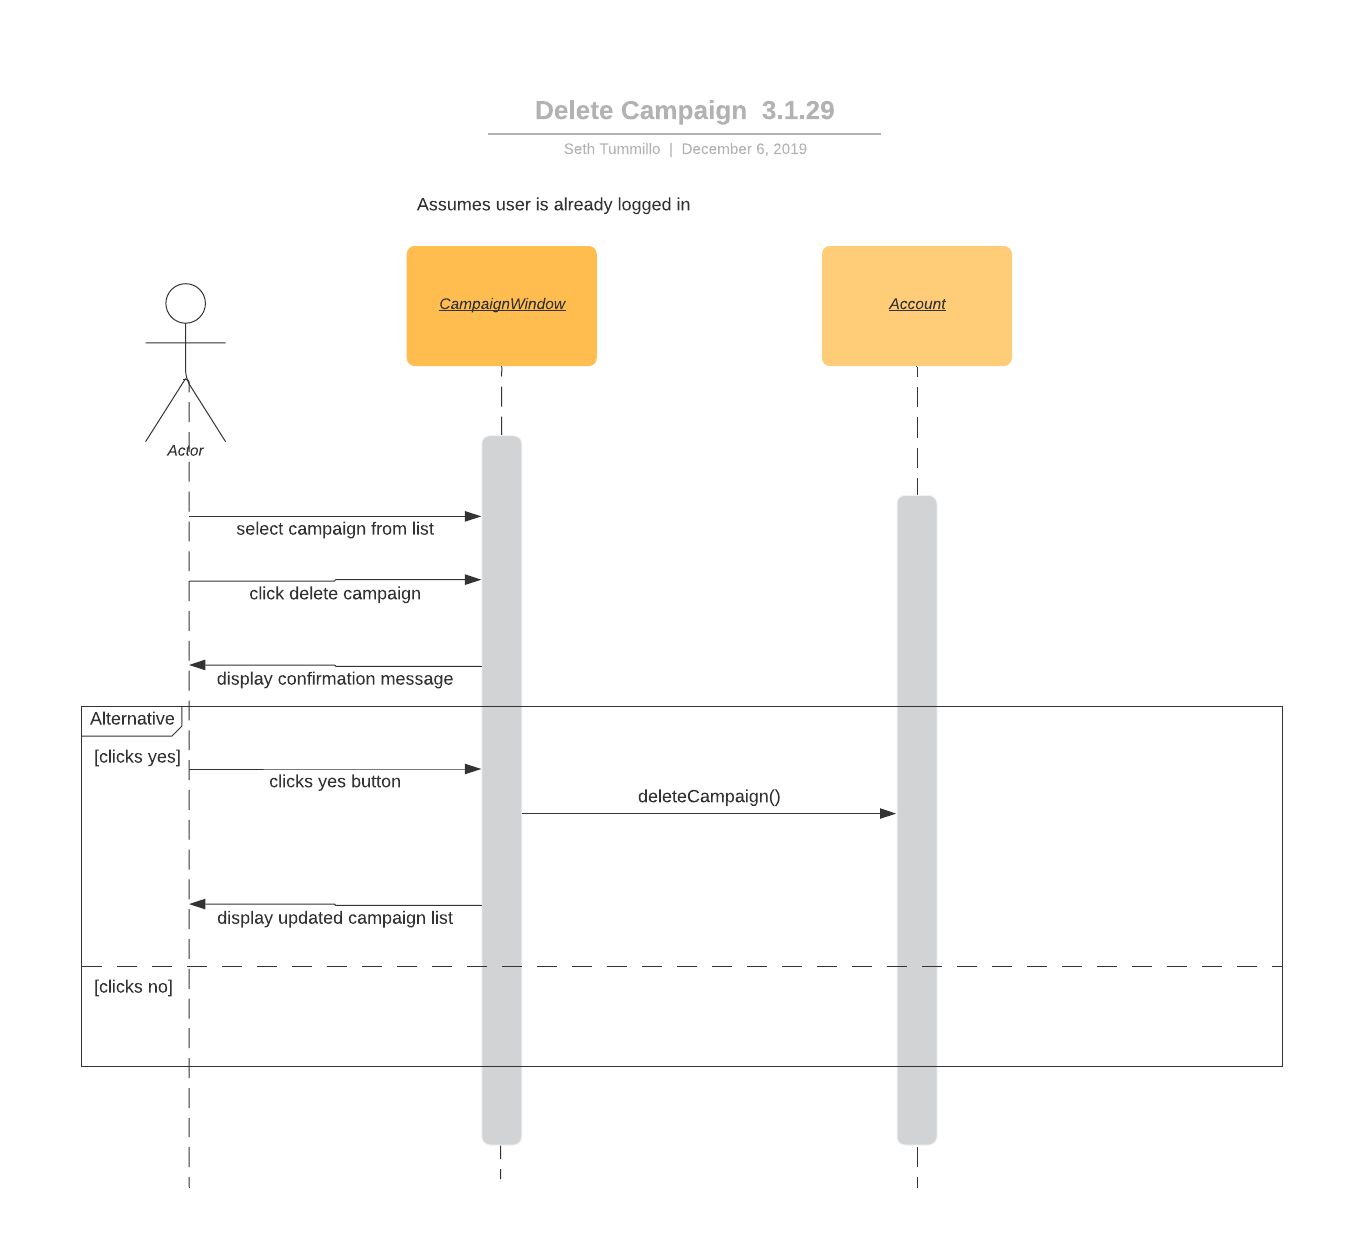 Delete Campaign 3.1.29
Seth Tummillo | December 6, 2019
Assumes user is already logged in
CampaignWindow
Account
Actor
select campaign from list
click delete campaign
display confirmation message
Alternative
[clicks yes]
clicks yes button
deleteCampaign()
display updated campaign list
[clicks no]